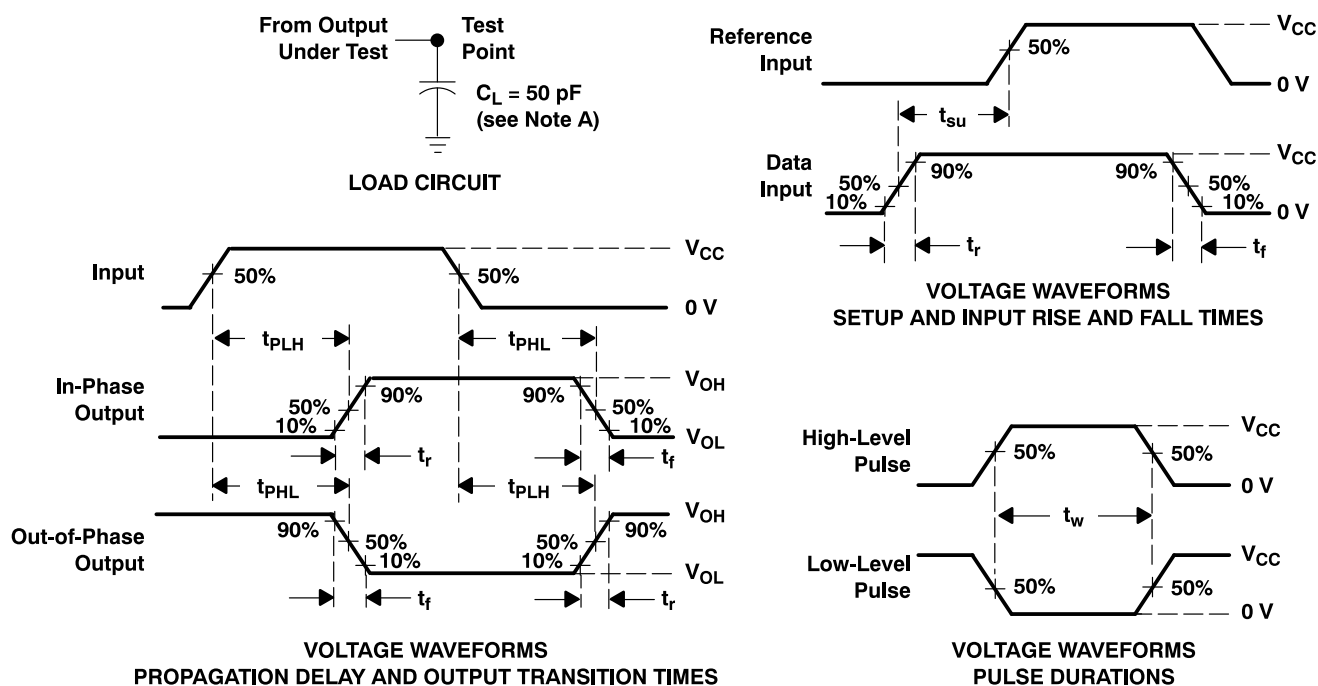 From Output
Under Test
Test
Point
CL = 50 pF
(see Note A)
LOAD CIRCUIT
Input
50%
50%
VCC
0 V
tPLH
tPHL
In-Phase
Output
50%
10%
90%
90%
50%
10%
VOH
VOL
tr
tf
tPHL
tPLH
Out-of-Phase
Output
90%
50%
10%
50%
10%
90%
VOH
VOL
tf
tr
VOLTAGE WAVEFORMS
PROPAGATION DELAY AND OUTPUT TRANSITION TIMES
Reference
Input
50%
VCC
0 V
tsu
Data
Input
50%
10%
90%
90%
50%
10%
VCC
0 V
tr
tf
VOLTAGE WAVEFORMS
SETUP AND INPUT RISE AND FALL TIMES
High-Level
Pulse
50%
50%
VCC
0 V
tw
Low-Level
Pulse
50%
50%
VCC
0 V
VOLTAGE WAVEFORMS
PULSE DURATIONS